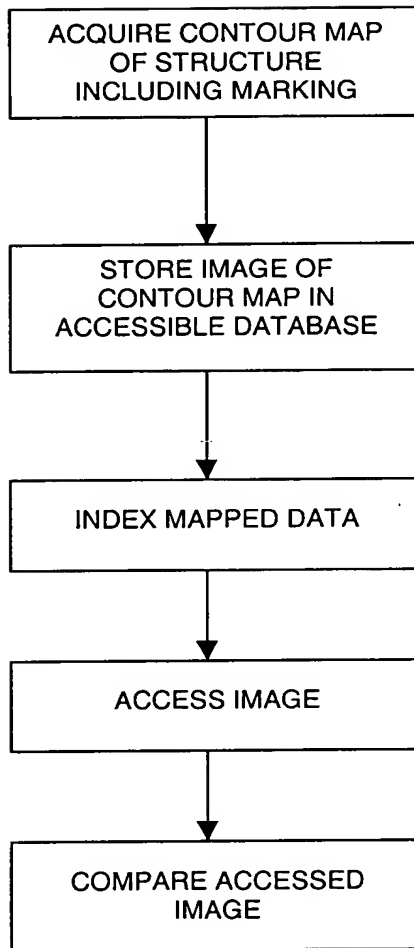 ACQUIRE CONTOUR MAP
OF STRUCTURE
INCLUDING MARKING
STORE IMAGE OF
CONTOUR MAP IN
ACCESSIBLE DATABASE
INDEX MAPPED DATA
ACCESS IMAGE
COMPARE ACCESSED
IMAGE